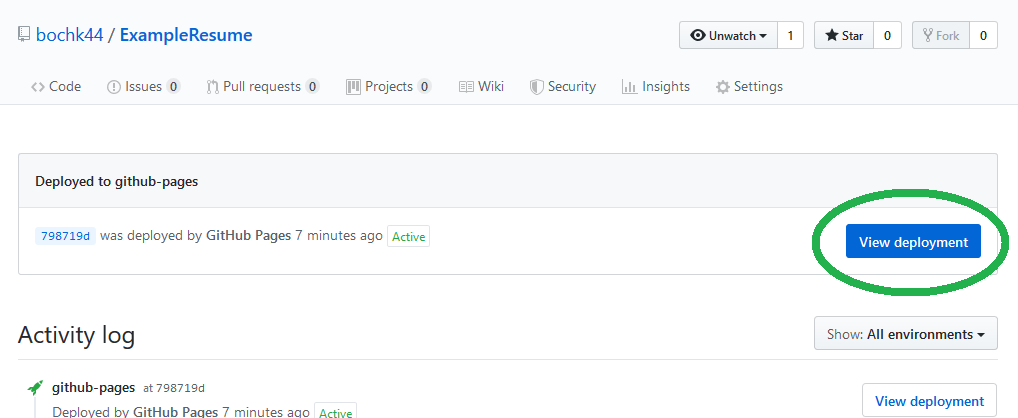 bochk44 / ExampleResume
Unwatch 1 Star 0 Fork 0
Code Issues 0 Pull requests 0 Projects 0 Wiki Security Insights Settings
Deployed to github-pages
798719d was deployed by GitHub Pages 7 minutes ago Active
View deployment
Activity log
Show: All environments
github-pages at 798719d
Deployed by GitHub Pages 7 minutes ago Active
View deployment